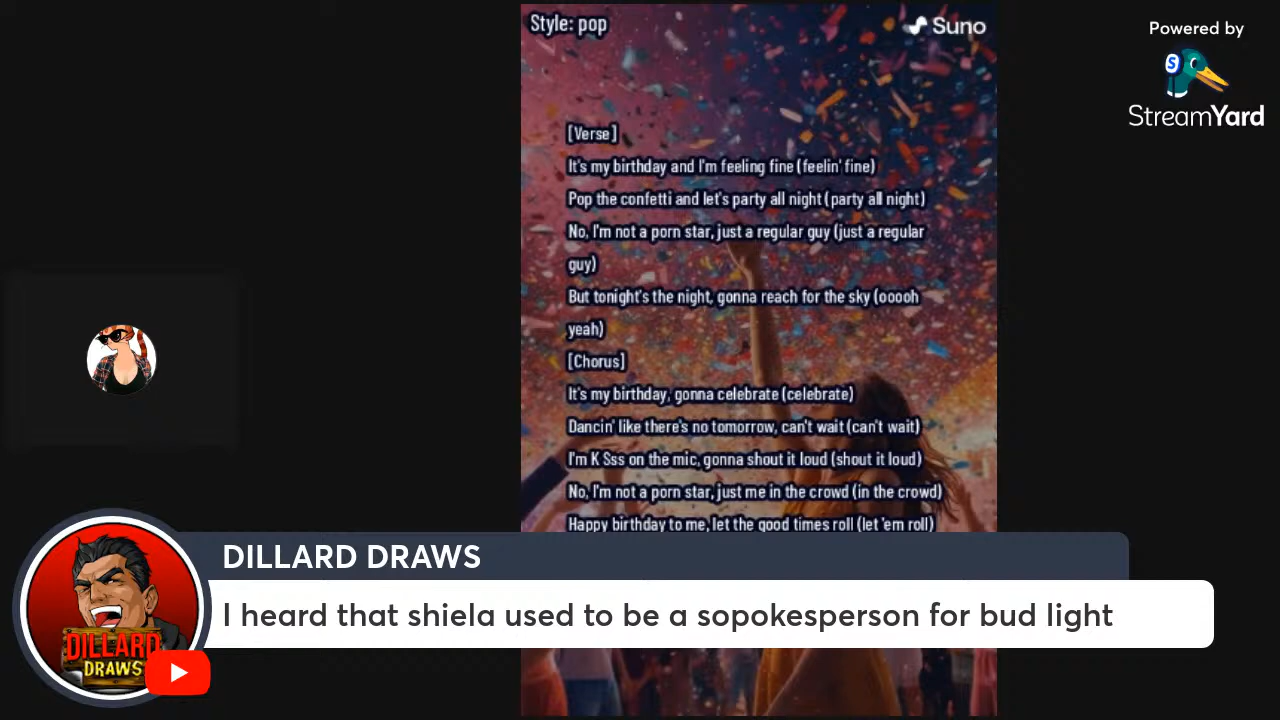 Style: pop
Suno
Powered by
S
StreamYard
[Verse]
It's my birthday and I'm feeling fine (feelin' fine)
Pop the confetti and let's party all night (party all night)
No, I'm not a porn star, just a regular guy (just a regular
guy)
But tonight's the night, gonna reach for the sky (ooooh
yeah)
[Chorus]
It's my birthday, gonna celebrate (celebrate)
Dancin' like there's no tomorrow, can't wait (can't wait)
I'm K Sss on the mic, gonna shout it loud (shout it loud)
No, I'm not a porn star, just me in the crowd (in the crowd)
Happy birthday to me, let the good times roll (let 'em roll)
DILLARD DRAWS
I heard that shiela used to be a sopokesperson for bud light
DILLARD
DRAWS